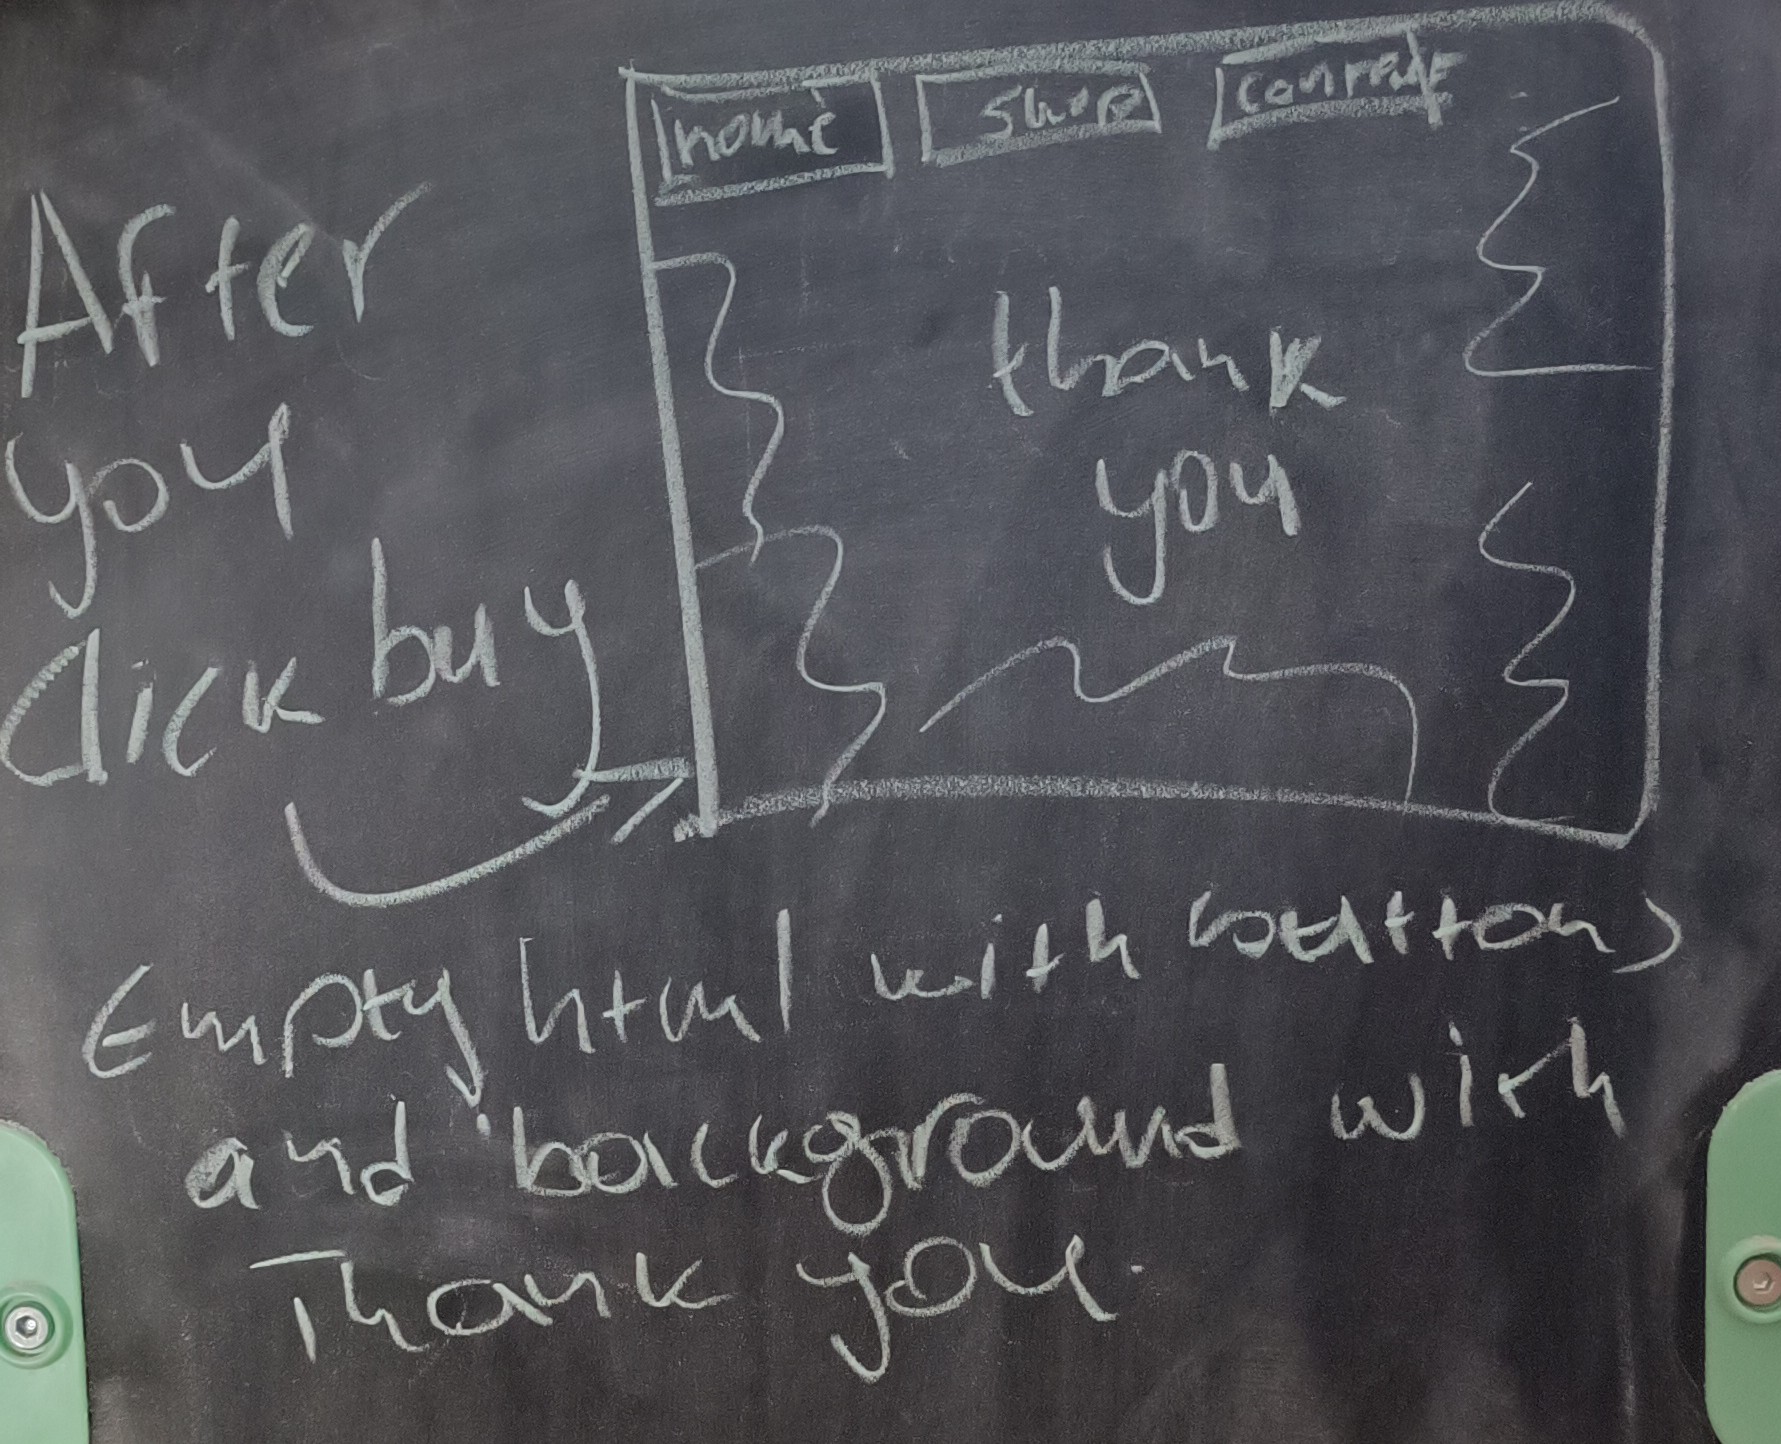 home shop contact
After
you
Click buy
thank
you
Empty html with buttons
and background with
Thank you.